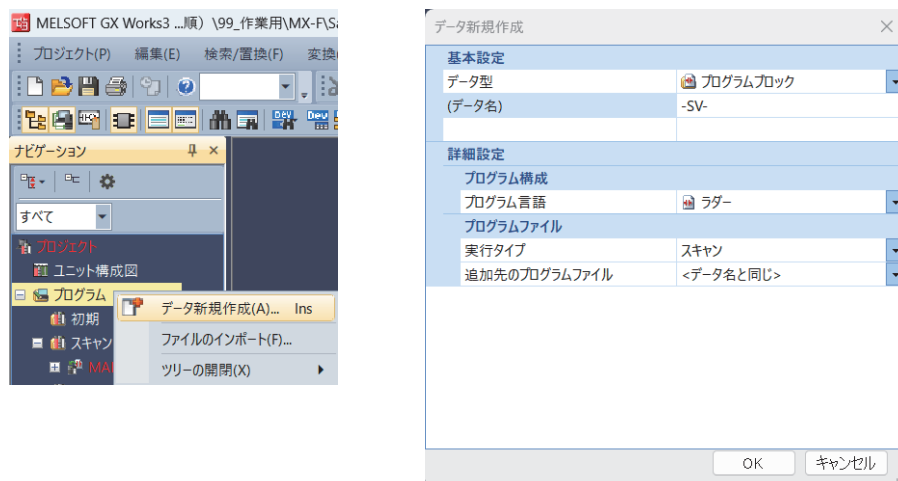 MELSOFT GX Works3 ...順）\99_作業用\MX-F\Sa
プロジェクト(P) 編集(E) 検索/置換(F) 変換
ナビゲーション
すべて
プロジェクト
ユニット構成図
プログラム
初期
スキャン
MAI
データ新規作成(A)... Ins
ファイルのインポート(F)...
ツリーの開閉(X)
データ新規作成
基本設定
データ型 プログラムブロック
(データ名) -SV-
詳細設定
プログラム構成
プログラム言語 ラダー
プログラムファイル
実行タイプ スキャン
追加先のプログラムファイル <データ名と同じ>
OK キャンセル